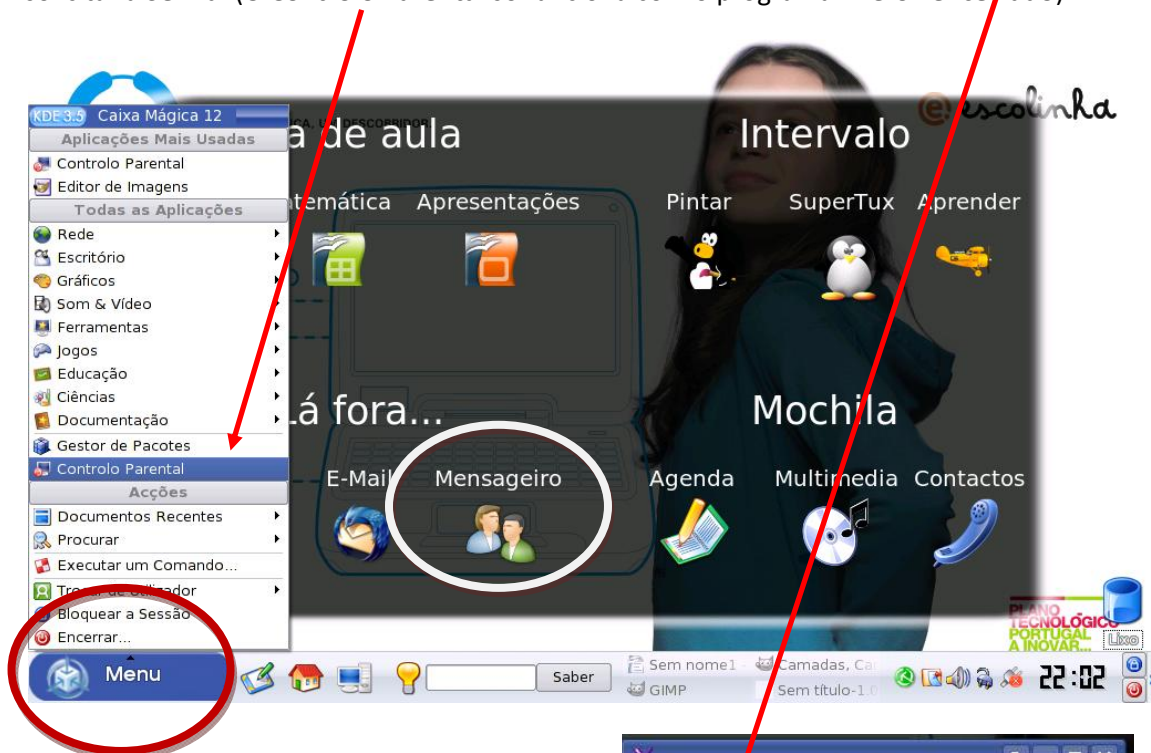 KDE 3.5 Caixa Mágica 12
Aplicações Mais Usadas
Controlo Parental
Editor de Imagens
Todas as Aplicações
Rede
Escritório
Gráficos
Som & Vídeo
Ferramentas
Jogos
Educação
Ciências
Documentação
Gestor de Pacotes
Controlo Parental
Acções
Documentos Recentes
Procurar
Executar um Comando...
Trocar de Utilizador
Bloquear a Sessão
Encerrar...
Menu
a de aula
temática Apresentações
Intervalo
Pintar SuperTux Aprender
e escolinha
Lá fora...
E-Mail Mensageiro
Mochila
Agenda Multimedia Contactos
PLANO
TECNOLÓGICO
PORTUGAL
A INOVAR...
Lixo
Saber
Sem nome1 - Camadas, Ca
GIMP Sem título-1.0
22:02